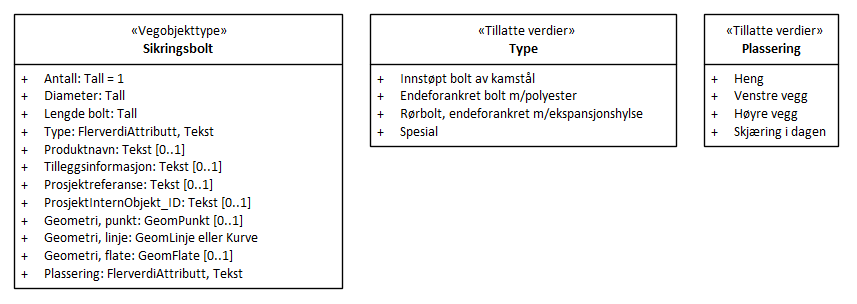 «Vegobjekttype»
Sikringsbolt
+ Antall: Tall = 1
+ Diameter: Tall
+ Lengde bolt: Tall
+ Type: FlerverdiAttributt, Tekst
+ Produktnavn: Tekst [0..1]
+ Tilleggsinformasjon: Tekst [0..1]
+ Prosjektreferanse: Tekst [0..1]
+ ProsjektInternObjekt_ID: Tekst [0..1]
+ Geometri, punkt: GeomPunkt [0..1]
+ Geometri, linje: GeomLinje eller Kurve
+ Geometri, flate: GeomFlate [0..1]
+ Plassering: FlerverdiAttributt, Tekst
«Tillatte verdier»
Type
+ Innstøpt bolt av kamstål
+ Endeforankret bolt m/polyester
+ Rørbolt, endeforankret m/ekspansjonshylse
+ Spesial
«Tillatte verdier»
Plassering
+ Heng
+ Venstre vegg
+ Høyre vegg
+ Skjæring i dagen